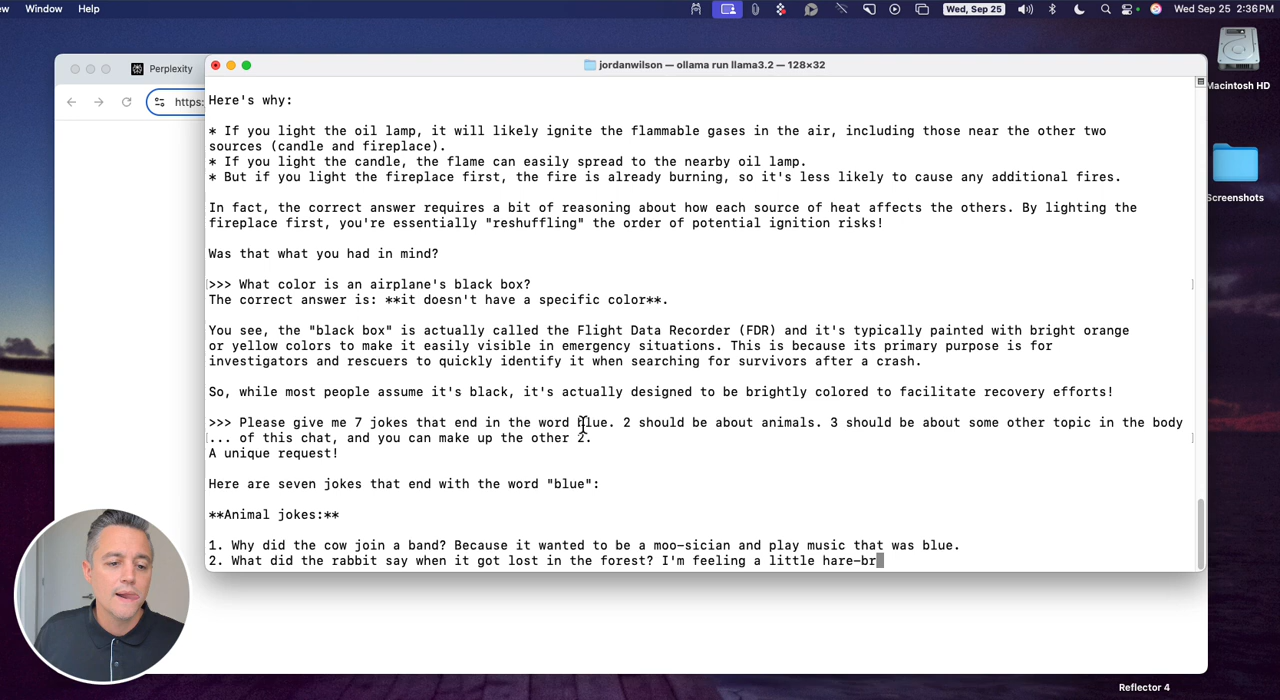 ew Window Help Wed, Sep 25 Wed Sep 25 2:36 PM
Macintosh HD
Screenshots
Perplexity
https:
jordanwilson — ollama run llama3.2 — 128×32
Here's why:
* If you light the oil lamp, it will likely ignite the flammable gases in the air, including those near the other two
sources (candle and fireplace).
* If you light the candle, the flame can easily spread to the nearby oil lamp.
* But if you light the fireplace first, the fire is already burning, so it's less likely to cause any additional fires.
In fact, the correct answer requires a bit of reasoning about how each source of heat affects the others. By lighting the
fireplace first, you're essentially "reshuffling" the order of potential ignition risks!
Was that what you had in mind?
>>> What color is an airplane's black box?
The correct answer is: **it doesn't have a specific color**.
You see, the "black box" is actually called the Flight Data Recorder (FDR) and it's typically painted with bright orange
or yellow colors to make it easily visible in emergency situations. This is because its primary purpose is for
investigators and rescuers to quickly identify it when searching for survivors after a crash.
So, while most people assume it's black, it's actually designed to be brightly colored to facilitate recovery efforts!
>>> Please give me 7 jokes that end in the word blue. 2 should be about animals. 3 should be about some other topic in the body
... of this chat, and you can make up the other 2.
A unique request!
Here are seven jokes that end with the word "blue":
**Animal jokes:**
1. Why did the cow join a band? Because it wanted to be a moo-sician and play music that was blue.
2. What did the rabbit say when it got lost in the forest? I'm feeling a little hare-br
Reflector 4